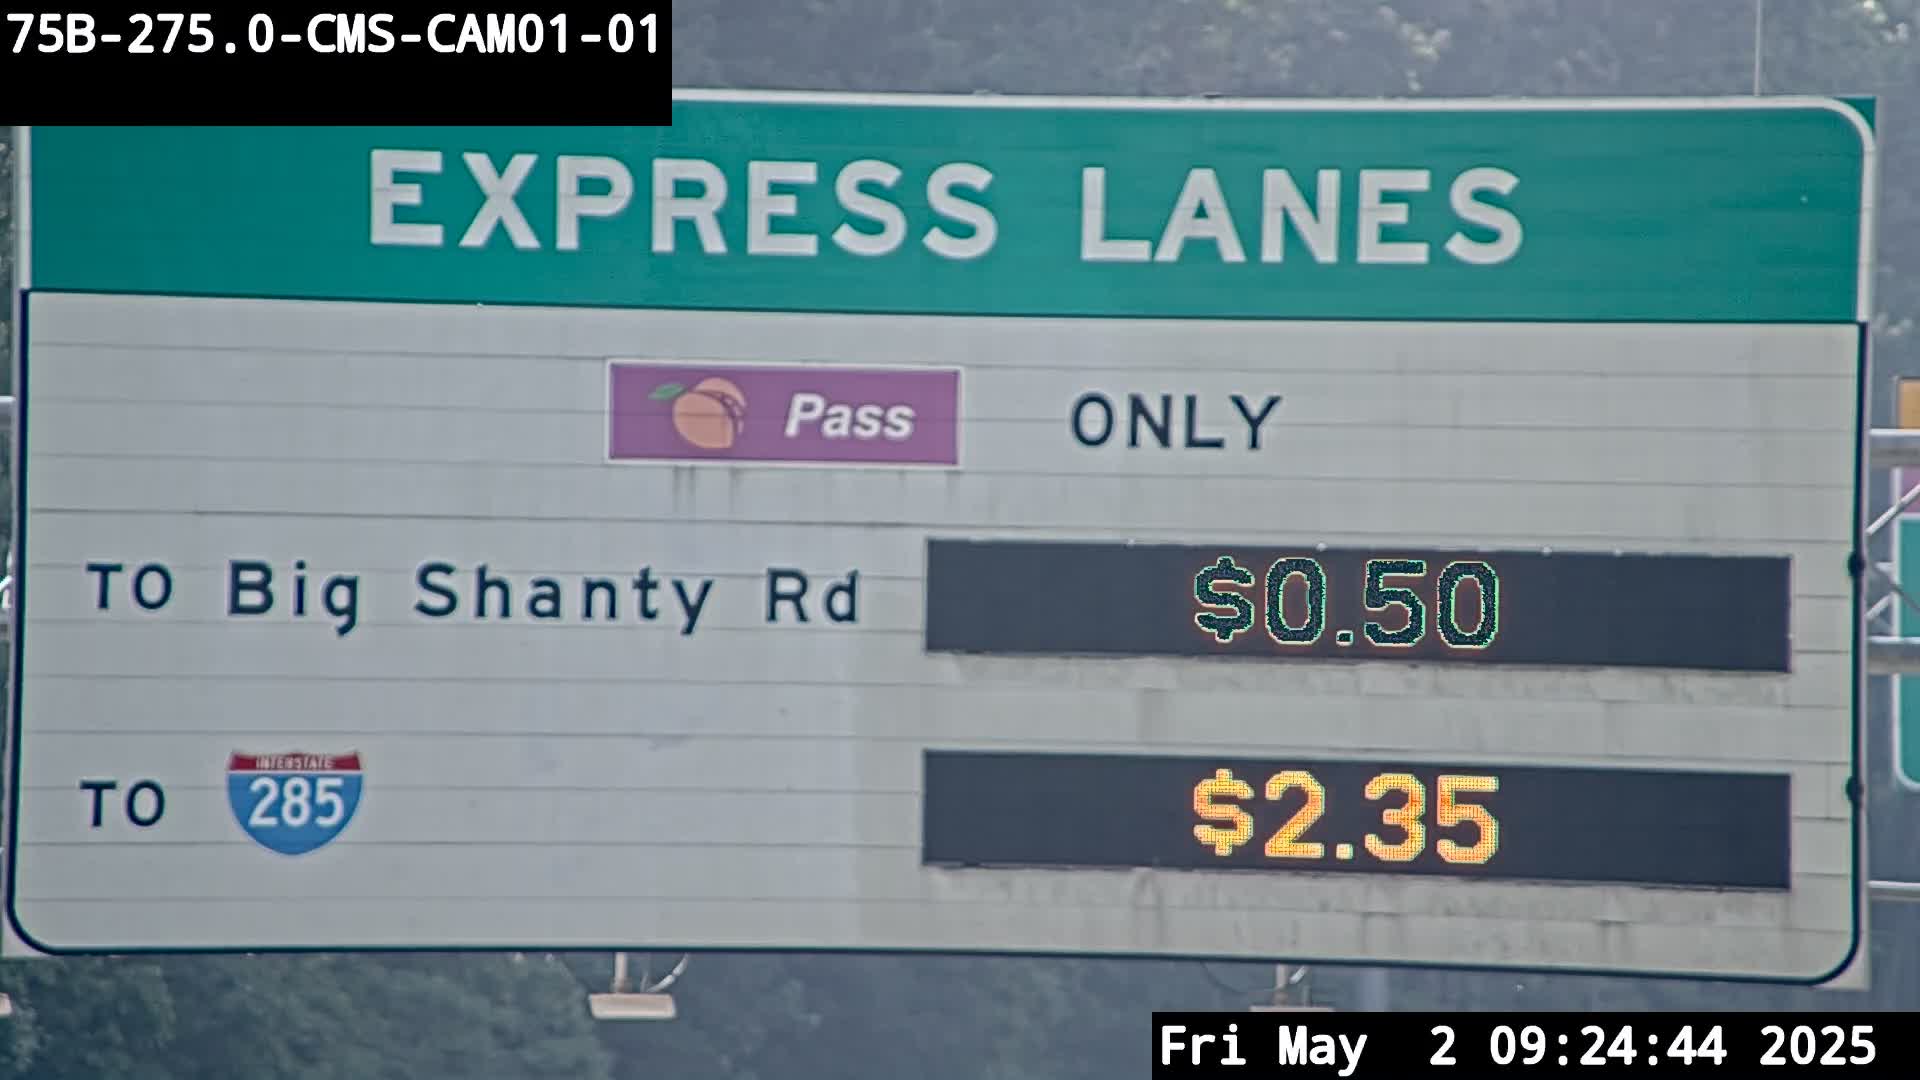 75B-275.0-CMS-CAM01-01
EXPRESS LANES
Pass ONLY
TO Big Shanty Rd $0.50
INTERSTATE
TO 285 $2.35
Fri May 2 09:24:44 2025